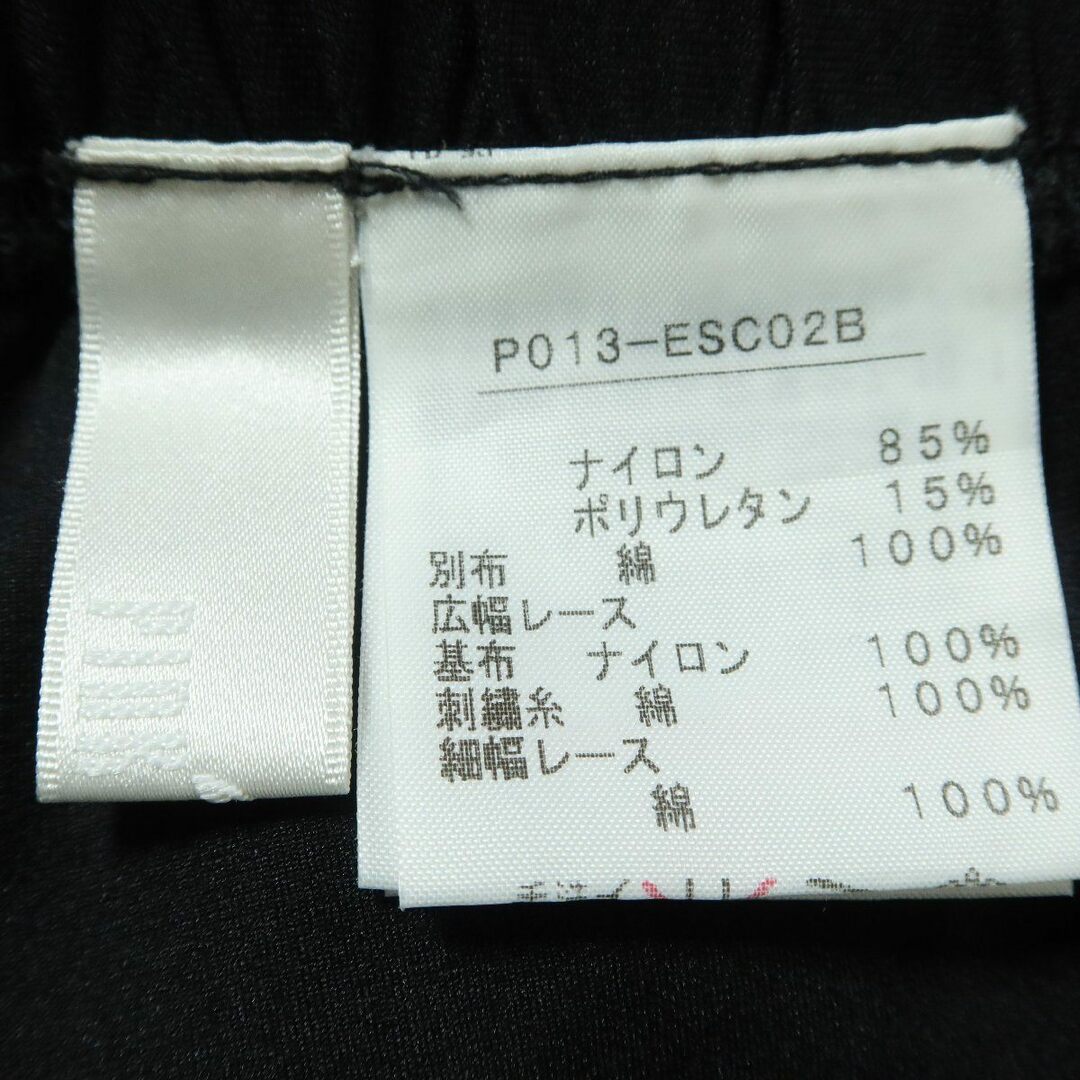 P013-ESC02B
ナイロン 85%
ポリウレタン 15%
別布 綿 100%
広幅レース
基布 ナイロン 100%
刺繍糸 綿 100%
細幅レース
綿 100%